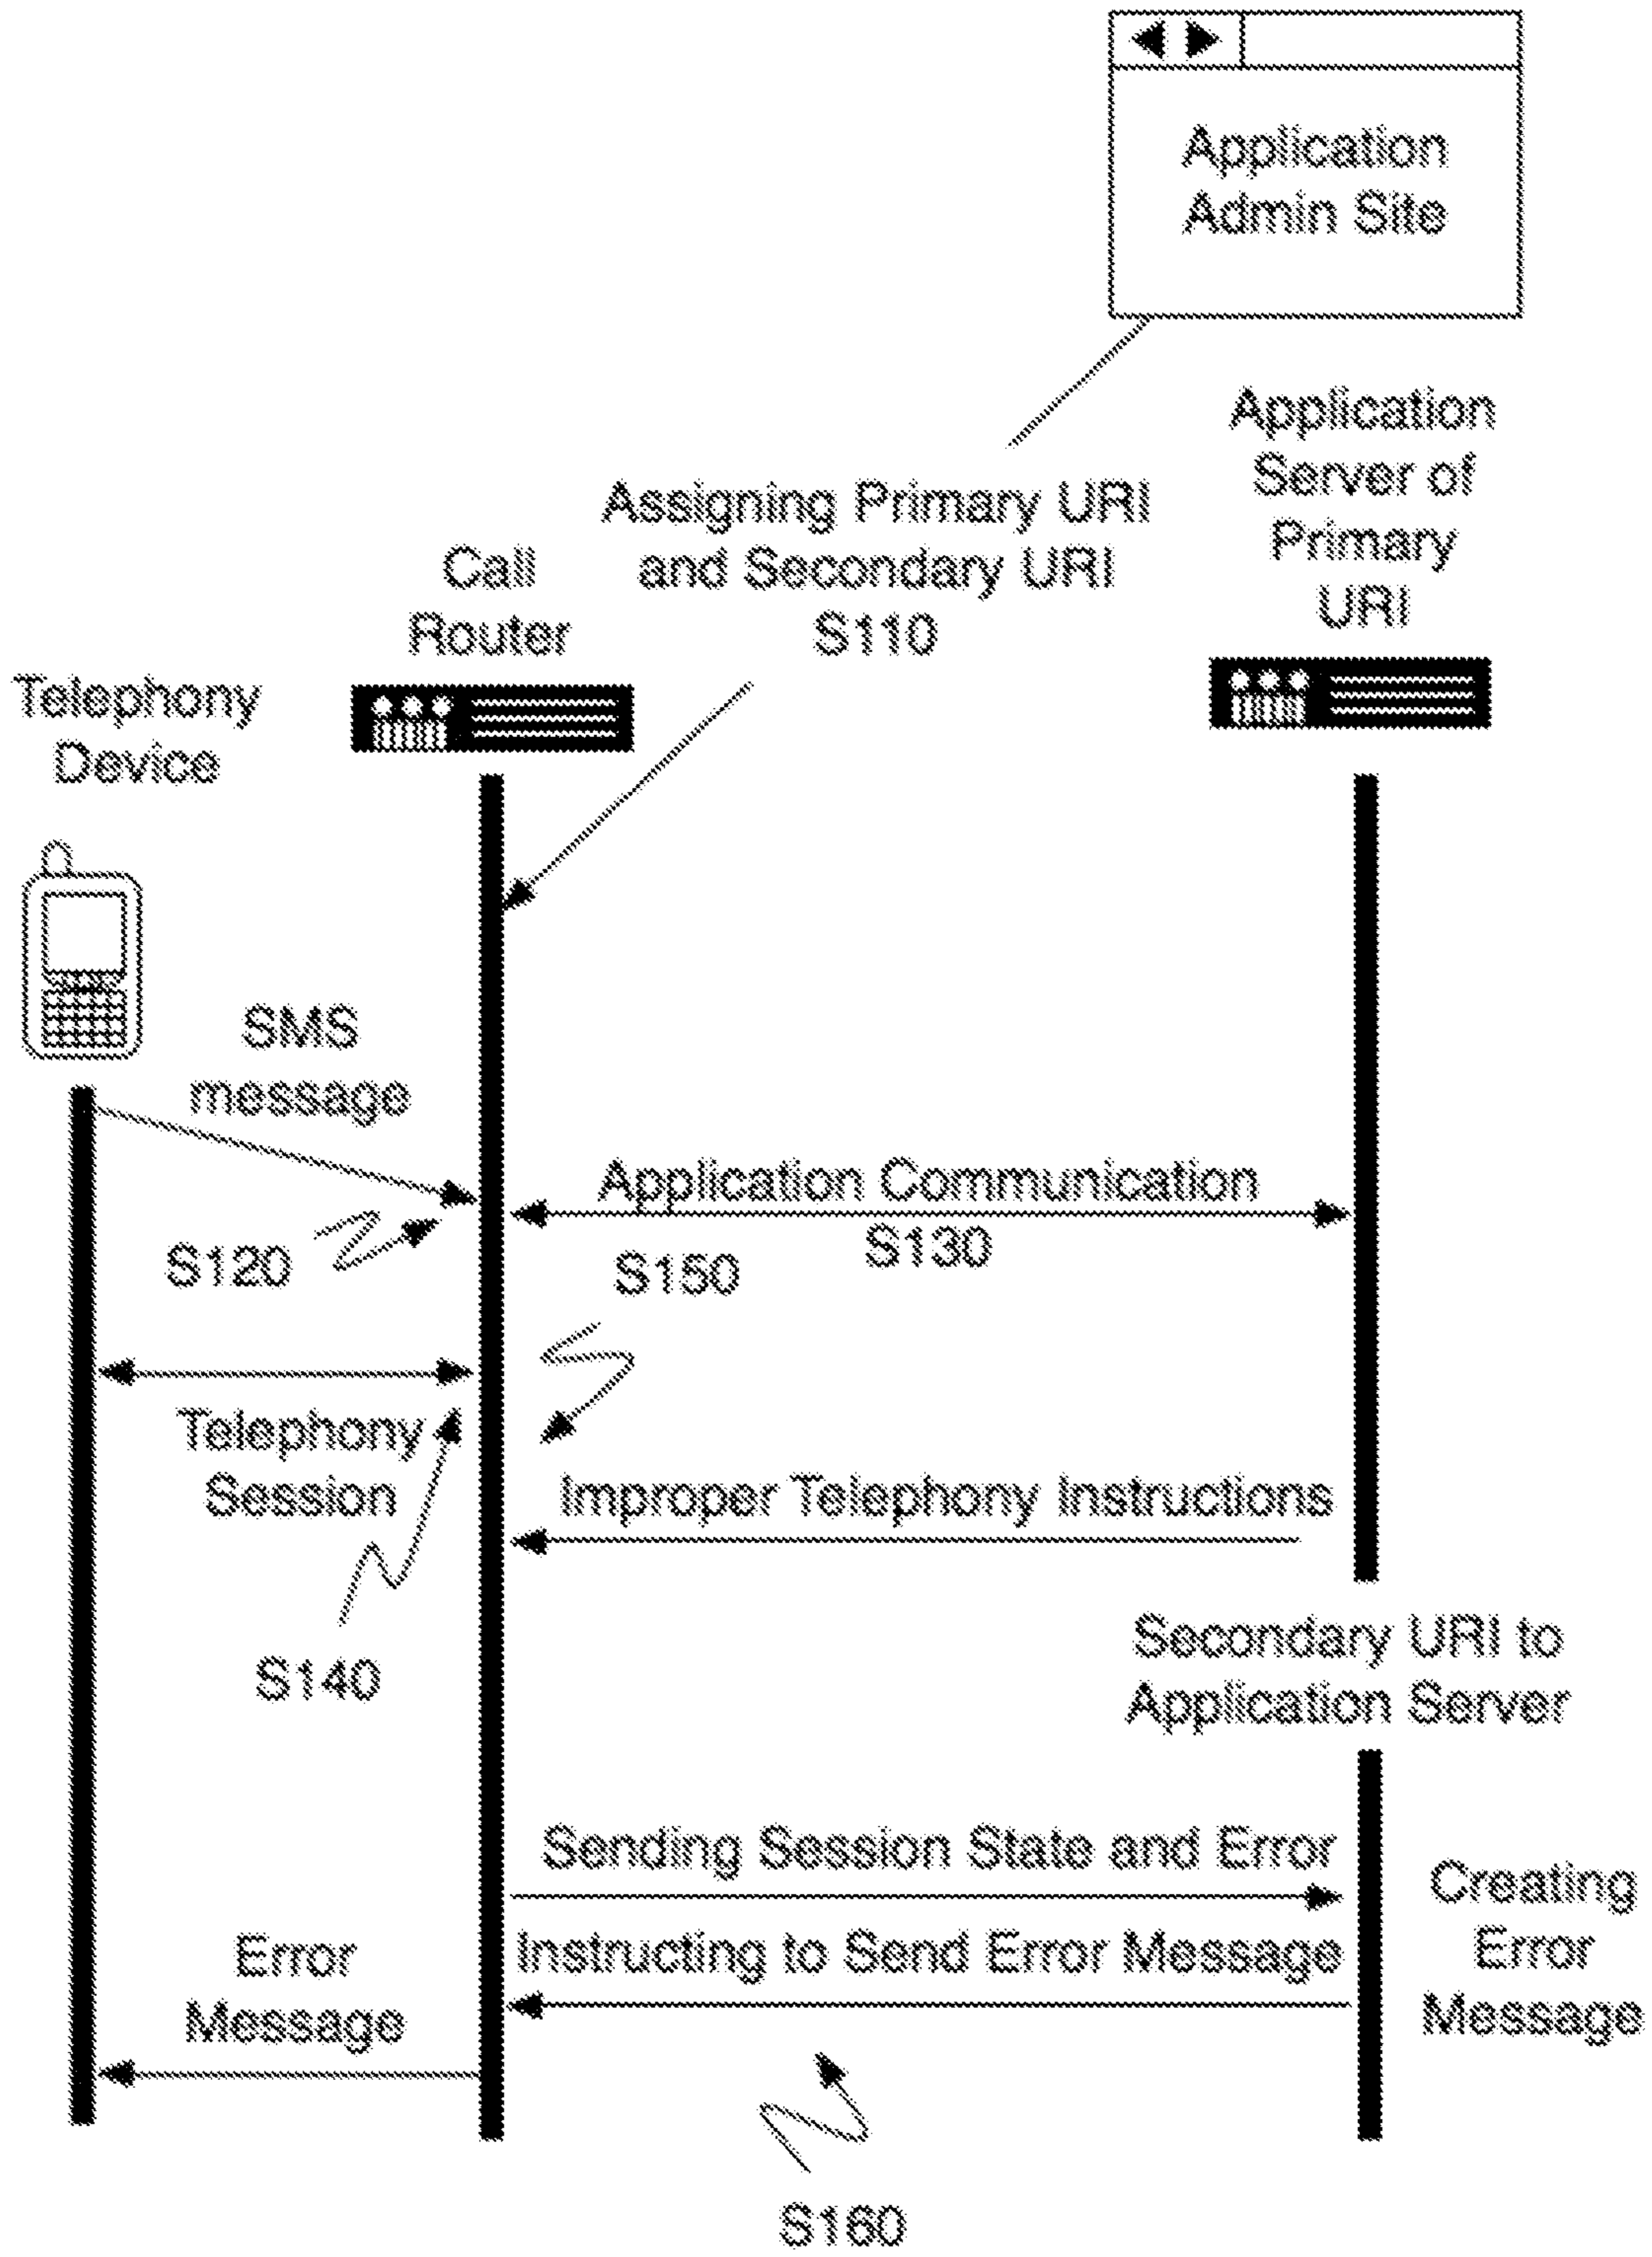 Application
Admin Site
Application
Server of
Primary
URI
Assigning Primary URI
and Secondary URI
S110
Call
Router
Telephony
Device
SMS
message
S120
Application Communication
S130
S150
Telephony
Session
S140
Improper Telephony Instructions
Secondary URI to
Application Server
Sending Session State and Error
Instructing to Send Error Message
Creating
Error
Message
Error
Message
S160